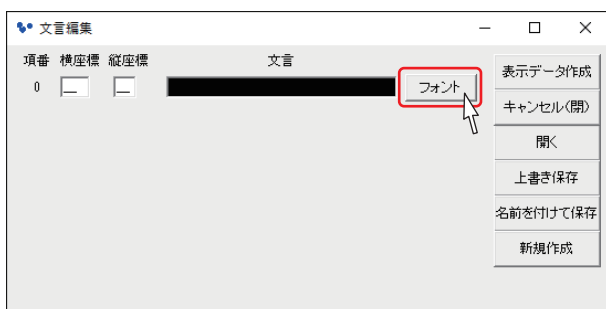 文言編集
項番 横座標 縦座標 文言
0 フォント
表示データ作成
キャンセル(閉)
開く
上書き保存
名前を付けて保存
新規作成